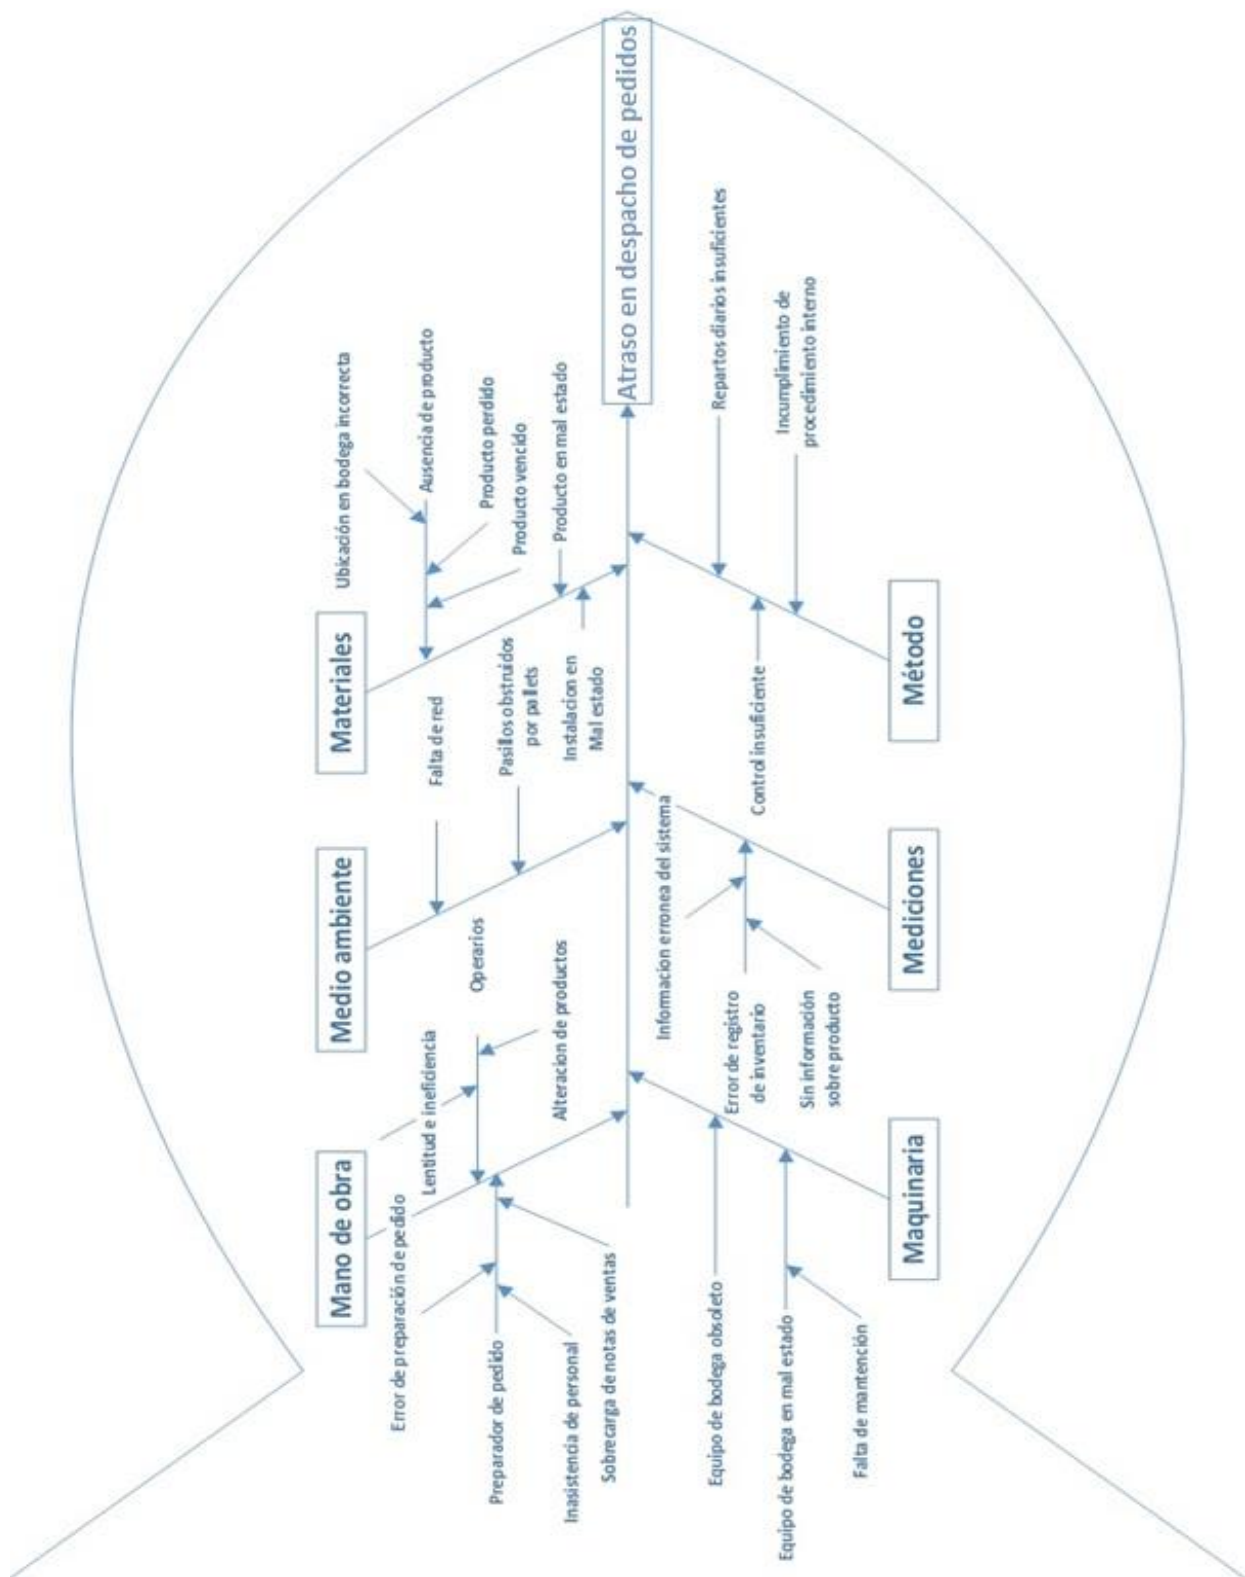 Mano de obra
Medio ambiente
Materiales
Error de preparación de pedido
Lentitud e ineficiencia
Operarios
Alteracion de productos
Preparador de pedido
Inasistencia de personal
Sobrecarga de notas de ventas
Falta de red
Pasillos obstruidos
por pallets
Ubicación en bodega incorrecta
Ausencia de producto
Producto perdido
Producto vencido
Producto en mal estado
Instalacion en
Mal estado
Atraso en despacho de pedidos
Equipo de bodega obsoleto
Equipo de bodega en mal estado
Falta de mantención
Informacion erronea del sistema
Error de registro
de inventario
Sin información
sobre producto
Control insuficiente
Repartos diarios insuficientes
Incumplimiento de
procedimiento interno
Maquinaria
Mediciones
Método